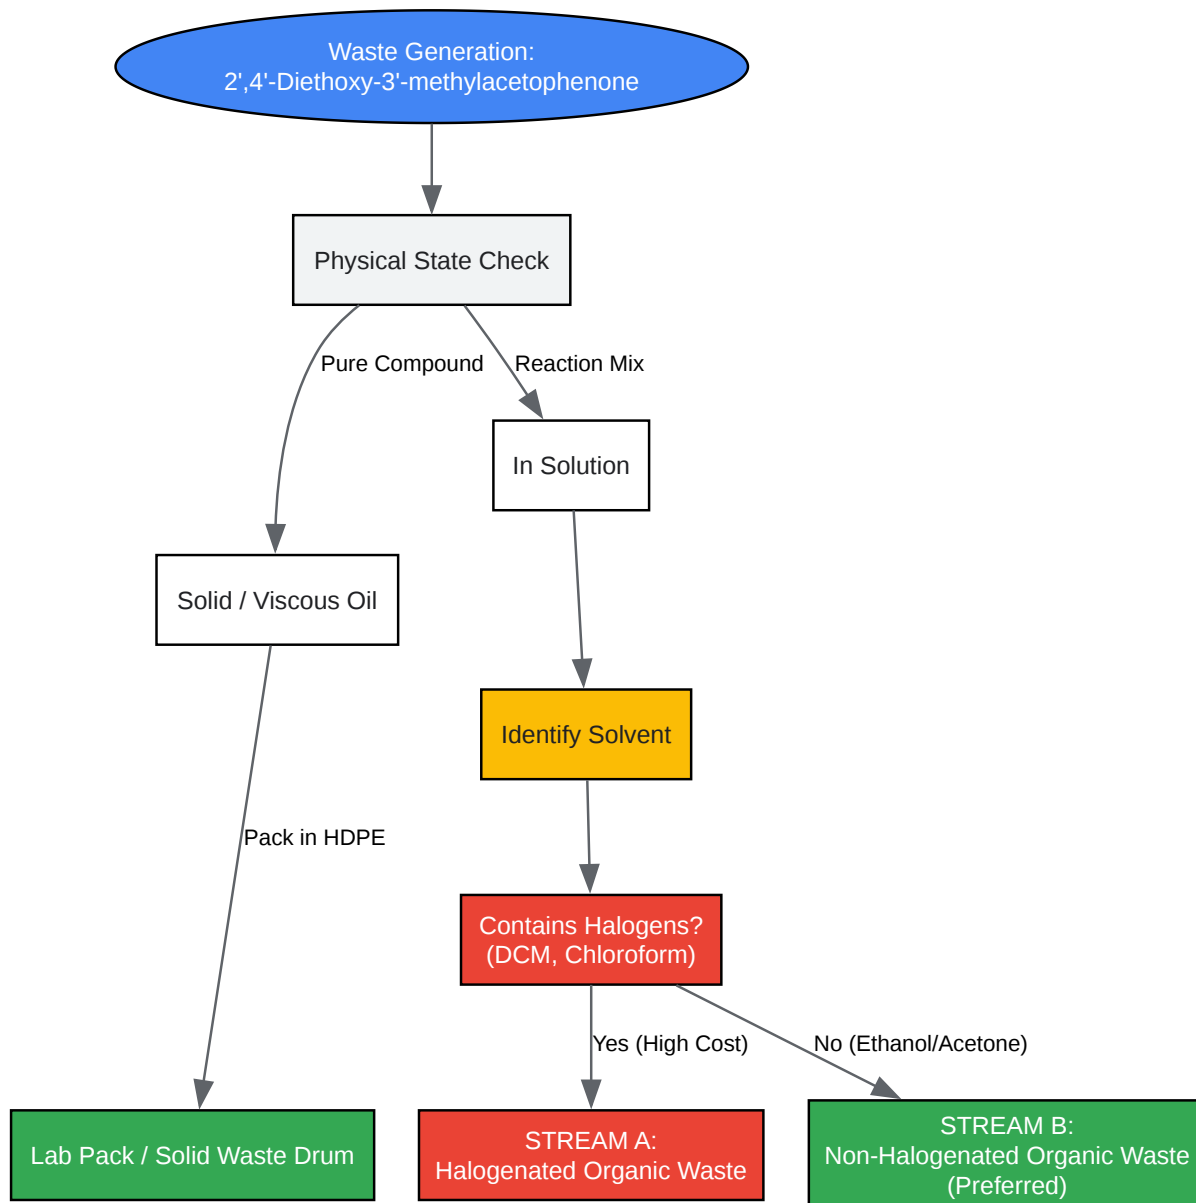 Waste Generation:
2',4'-Diethoxy-3'-methylacetophenone
Physical State Check
Pure Compound
Reaction Mix
In Solution
Solid / Viscous Oil
Identify Solvent
Pack in HDPE
Contains Halogens?
(DCM, Chloroform)
Yes (High Cost)
No (Ethanol/Acetone)
Lab Pack / Solid Waste Drum
STREAM A:
Halogenated Organic Waste
STREAM B:
Non-Halogenated Organic Waste
(Preferred)